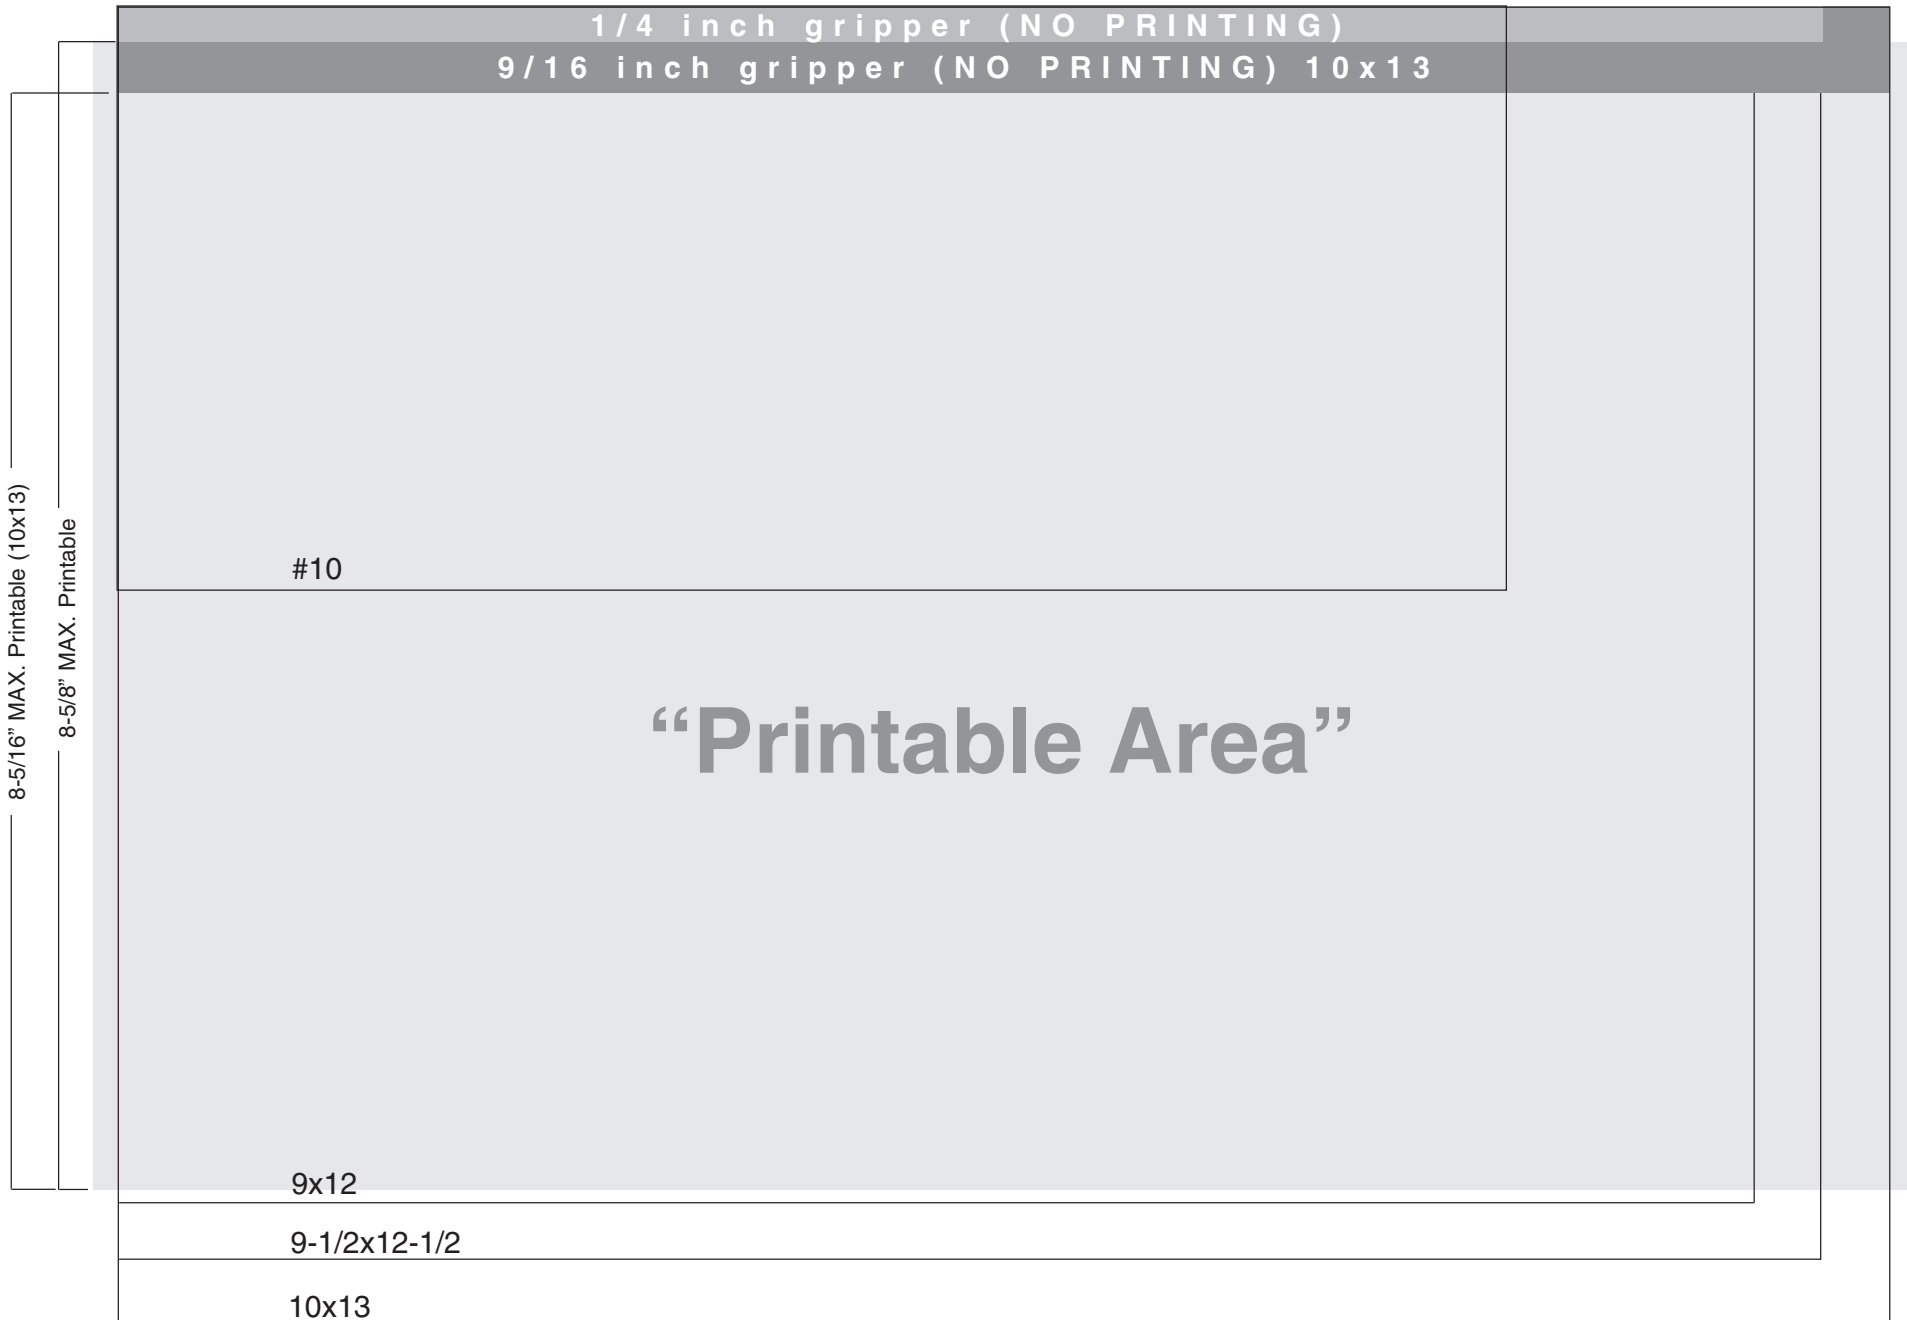 1/4 inch gripper (NO PRINTING)
9/16 inch gripper (NO PRINTING) 10x13
8-5/16” MAX. Printable (10x13)
8-5/8” MAX. Printable
#10
“Printable Area”
9x12
9-1/2x12-1/2
10x13